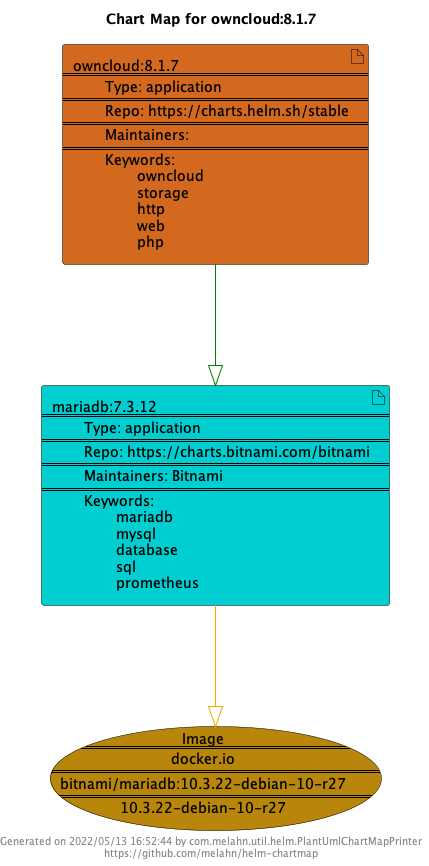 Chart Map for owncloud:8.1.7
owncloud:8.1.7
Type: application
Repo: https://charts.helm.sh/stable
Maintainers:
Keywords:
owncloud
storage
http
web
php
mariadb:7.3.12
Type: application
Repo: https://charts.bitnami.com/bitnami
Maintainers: Bitnami
Keywords:
mariadb
mysql
database
sql
prometheus
Image
docker.io
bitnami/mariadb:10.3.22-debian-10-r27
10.3.22-debian-10-r27
Generated on 2022/05/13 16:52:44 by com.melahn.util.helm.PlantUmlChartMapPrinter
https://github.com/melahn/helm-chartmap